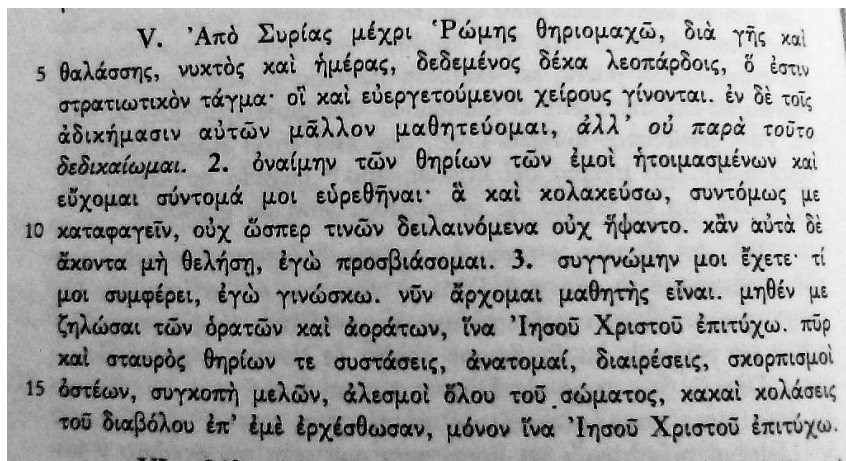 V. Ἀπὸ Συρίας μέχρι Ῥώμης θηριομαχῶ, διὰ γῆς καὶ
5 θαλάσσης, νυκτὸς καὶ ἡμέρας, δεδεμένος δέκα λεοπάρδοις, ὅ ἐστιν
στρατιωτικὸν τάγμα· οἳ καὶ εὐεργετούμενοι χείρους γίνονται. ἐν δὲ τοῖς
ἀδικήμασιν αὐτῶν μᾶλλον μαθητεύομαι, ἀλλ’ οὐ παρὰ τοῦτο
δεδικαίωμαι. 2. ὀναίμην τῶν θηρίων τῶν ἐμοὶ ἡτοιμασμένων καὶ
εὔχομαι σύντομά μοι εὑρεθῆναι· ἃ καὶ κολακεύσω, συντόμως με
10 καταφαγεῖν, οὐχ ὥσπερ τινῶν δειλαινόμενα οὐχ ἥψαντο. κἂν αὐτὰ δὲ
ἄκοντα μὴ θελήσῃ, ἐγὼ προσβιάσομαι. 3. συγγνώμην μοι ἔχετε· τί
μοι συμφέρει, ἐγὼ γινώσκω. νῦν ἄρχομαι μαθητὴς εἶναι. μηθέν με
ζηλώσαι τῶν ὁρατῶν καὶ ἀοράτων, ἵνα Ἰησοῦ Χριστοῦ ἐπιτύχω. πῦρ
καὶ σταυρὸς θηρίων τε συστάσεις, ἀνατομαί, διαιρέσεις, σκορπισμοὶ
15 ὀστέων, συγκοπὴ μελῶν, ἀλεσμοὶ ὅλου τοῦ σώματος, κακαὶ κολάσεις
τοῦ διαβόλου ἐπ’ ἐμὲ ἐρχέσθωσαν, μόνον ἵνα Ἰησοῦ Χριστοῦ ἐπιτύχω.